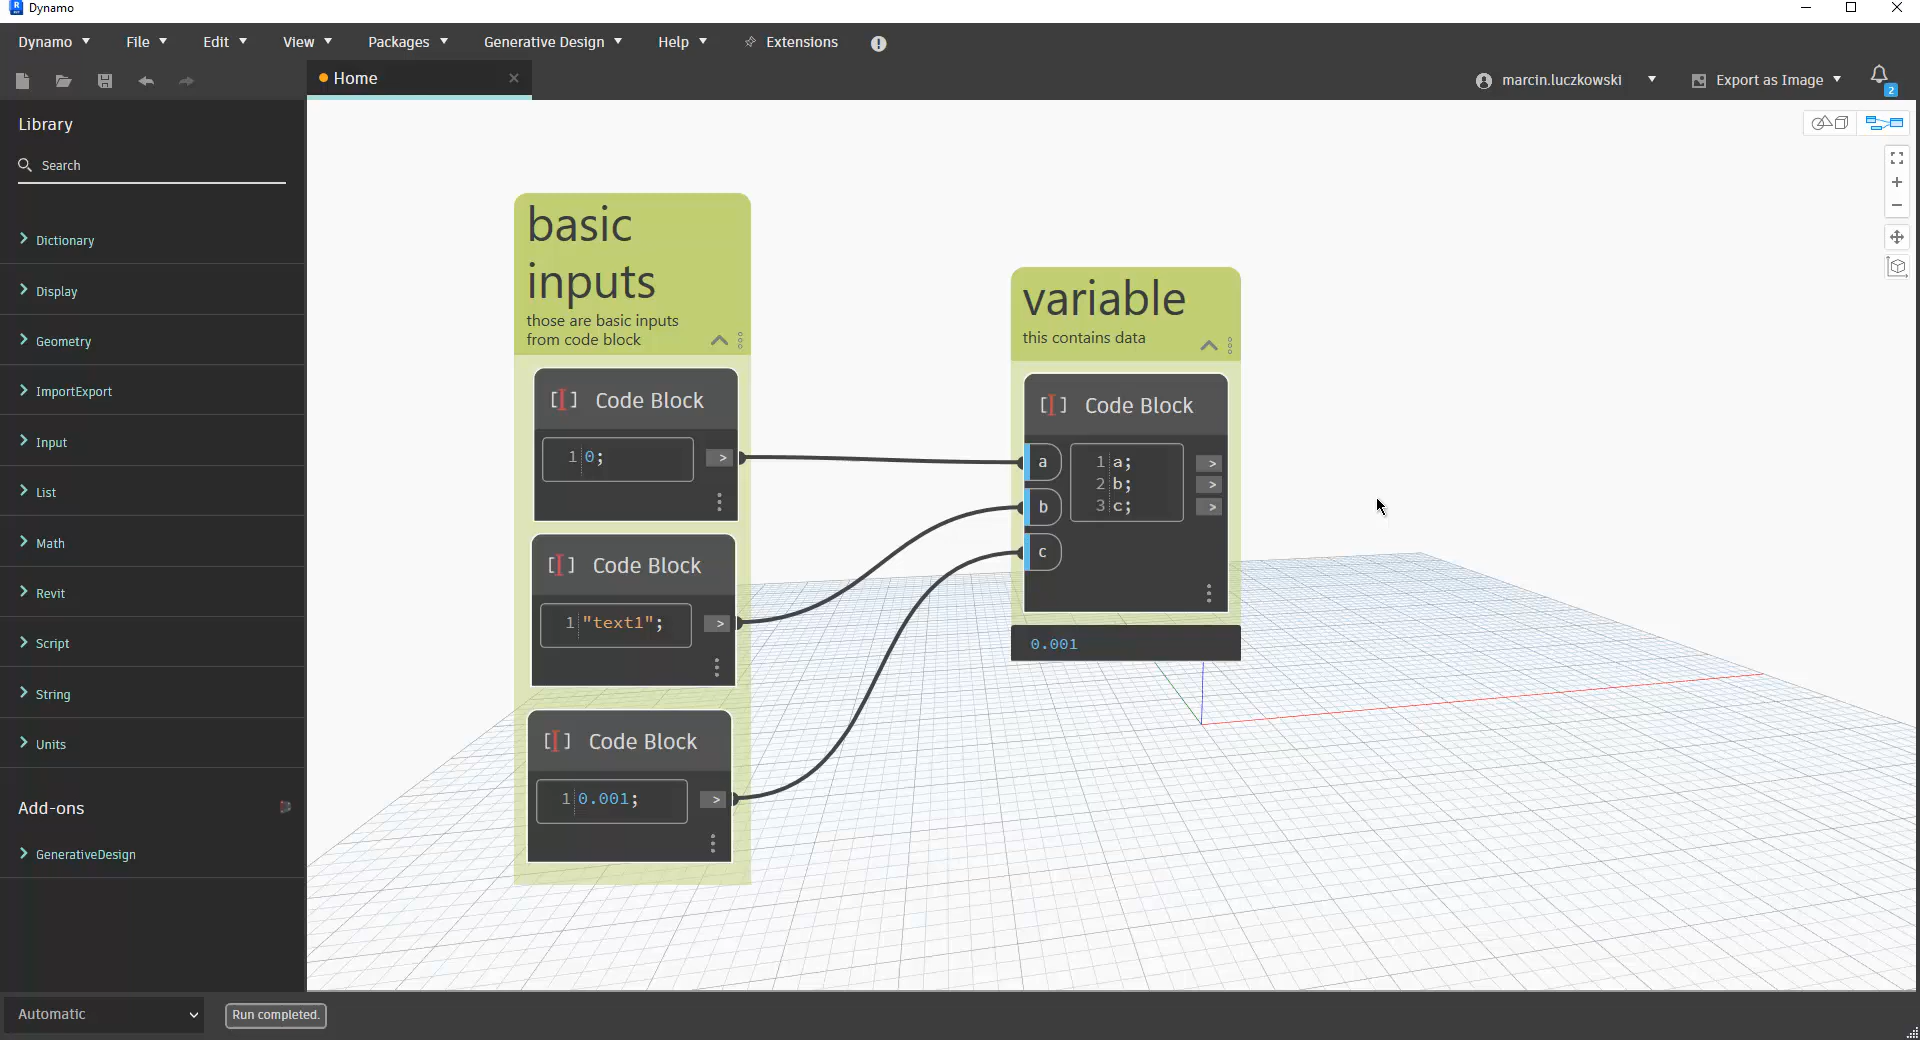 Dynamo
Dynamo File Edit View Packages Generative Design Help Extensions
Home marcin.luczkowski Export as Image 2
Library
Search
Dictionary
Display
Geometry
ImportExport
Input
List
Math
Revit
Script
String
Units
Add-ons
GenerativeDesign
basic
inputs
those are basic inputs
from code block
Code Block
1 0; >
Code Block
1 "text1"; >
Code Block
1 0.001; >
variable
this contains data
Code Block
a 1 a; >
b 2 b; >
3 c; >
c
0.001
Automatic Run completed.